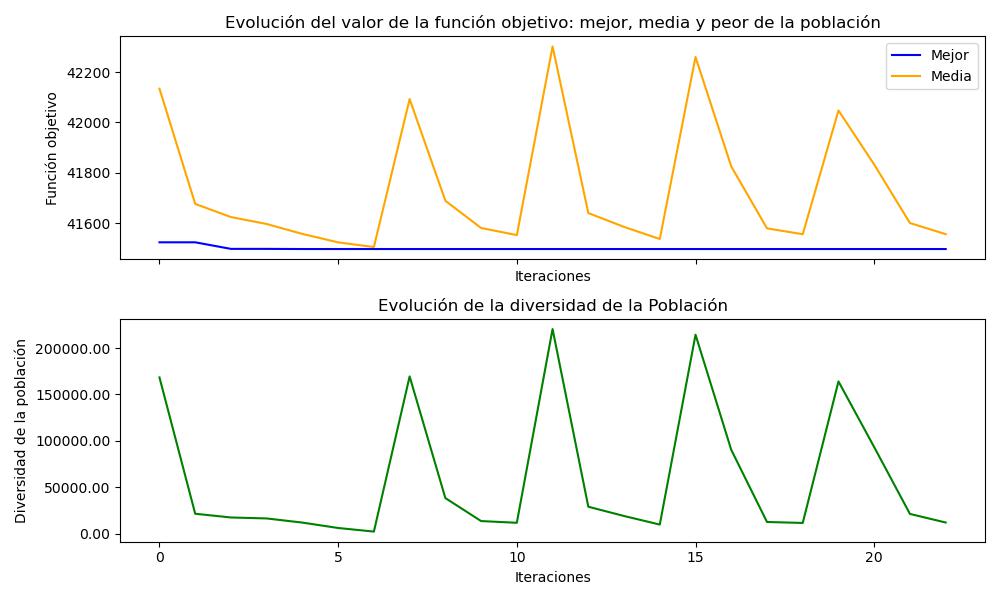 Evolución del valor de la función objetivo: mejor, media y peor de la población
Función objetivo
42200
42000
41800
41600
Mejor
Media
Iteraciones
Evolución de la diversidad de la Población
Diversidad de la población
200000.00
150000.00
100000.00
50000.00
0.00
0 5 10 15 20
Iteraciones